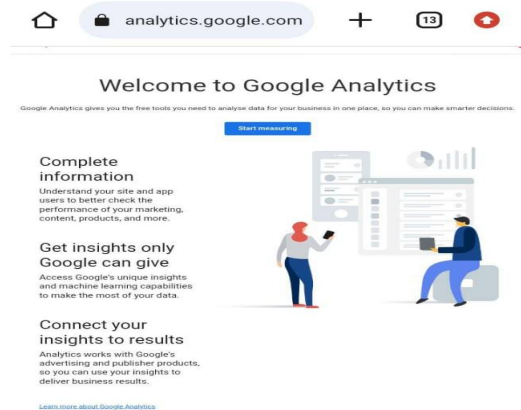 analytics.google.com
13
Welcome to Google Analytics
Google Analytics gives you the free tools you need to analyse data for your business in one place, so you can make smarter decisions.
Start measuring
Complete
information
Understand your site and app
users to better check the
performance of your marketing,
content, products, and more.
Get insights only
Google can give
Access Google's unique insights
and machine learning capabilities
to make the most of your data.
Connect your
insights to results
Analytics works with Google's
advertising and publisher products,
so you can use your insights to
deliver business results.
Learn more about Google Analytics